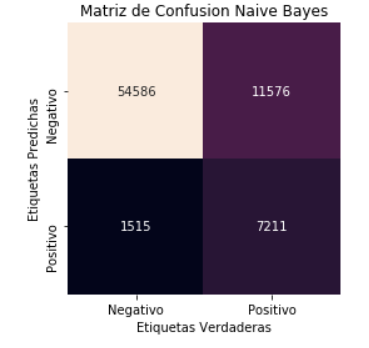 Matriz de Confusion Naive Bayes
Etiquetas Predichas
Negativo
54586 11576
Positivo
1515 7211
Negativo Positivo
Etiquetas Verdaderas